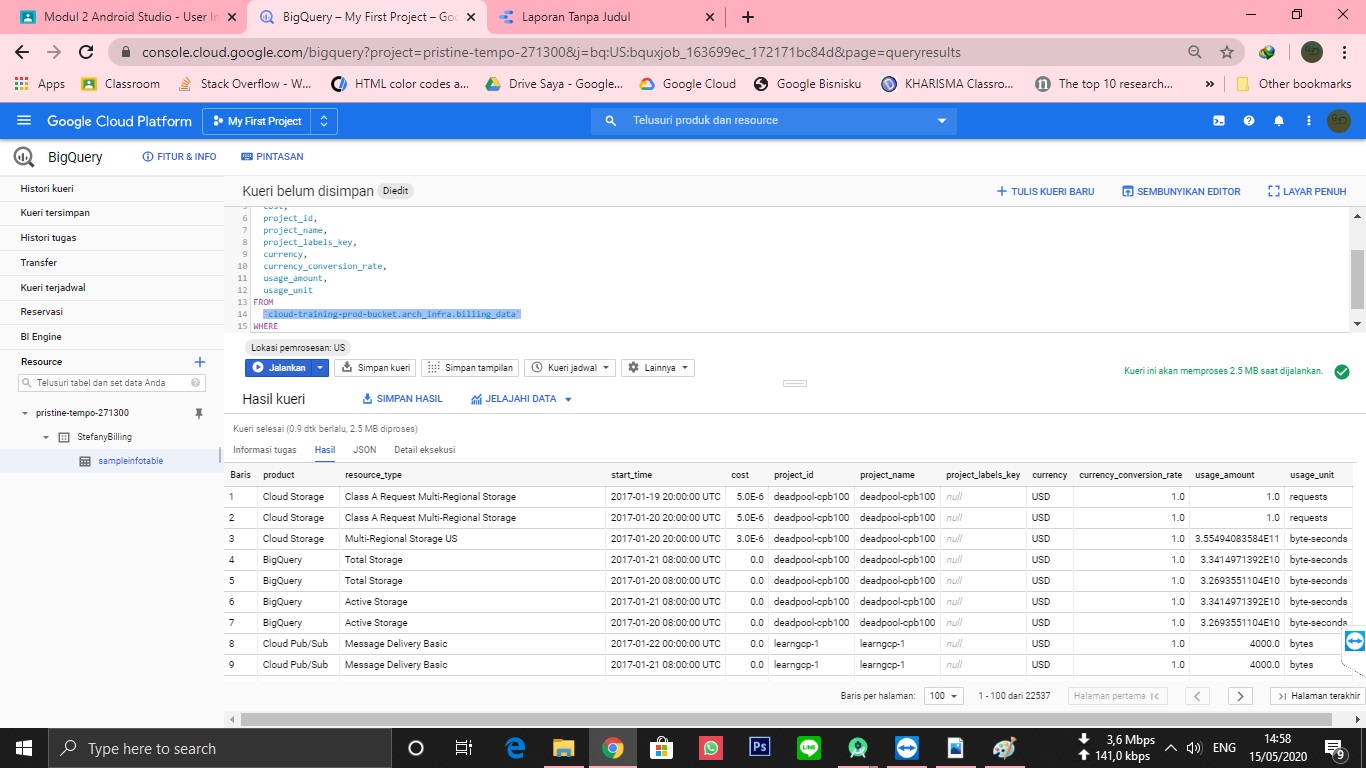 Modul 2 Android Studio - User In
BigQuery – My First Project – Goo
Laporan Tanpa Judul
console.cloud.google.com/bigquery?project=pristine-tempo-271300&j=bq:US:bquxjob_163699ec_172171bc84d&page=queryresults
Apps Classroom Stack Overflow - W... HTML color codes a... Drive Saya - Google... Google Cloud Google Bisnisku KHARISMA Classro... The top 10 research... » Other bookmarks
Google Cloud Platform My First Project Telusuri produk dan resource
BigQuery FITUR & INFO PINTASAN
Histori kueri
Kueri tersimpan
Histori tugas
Transfer
Kueri terjadwal
Reservasi
BI Engine
Resource
Telusuri tabel dan set data Anda
pristine-tempo-271300
StefanyBilling
sampleinfotable
Kueri belum disimpan Diedit TULIS KUERI BARU SEMBUNYIKAN EDITOR LAYAR PENUH
5 cost,
6 project_id,
7 project_name,
8 project_labels_key,
9 currency,
10 currency_conversion_rate,
11 usage_amount,
12 usage_unit
13 FROM
14 `cloud-training-prod-bucket.arch_infra.billing_data`
15 WHERE
Lokasi pemrosesan: US
Jalankan Simpan kueri Simpan tampilan Kueri jadwal Lainnya Kueri ini akan memproses 2.5 MB saat dijalankan.
Hasil kueri SIMPAN HASIL JELAJAHI DATA
Kueri selesai (0.9 dtk berlalu, 2.5 MB diproses)
Informasi tugas Hasil JSON Detail eksekusi
Baris product resource_type start_time cost project_id project_name project_labels_key currency currency_conversion_rate usage_amount usage_unit
1 Cloud Storage Class A Request Multi-Regional Storage 2017-01-19 20:00:00 UTC 5.0E-6 deadpool-cpb100 deadpool-cpb100 null USD 1.0 1.0 requests
2 Cloud Storage Class A Request Multi-Regional Storage 2017-01-20 20:00:00 UTC 5.0E-6 deadpool-cpb100 deadpool-cpb100 null USD 1.0 1.0 requests
3 Cloud Storage Multi-Regional Storage US 2017-01-20 20:00:00 UTC 3.0E-6 deadpool-cpb100 deadpool-cpb100 null USD 1.0 3.55494083584E11 byte-seconds
4 BigQuery Total Storage 2017-01-21 08:00:00 UTC 0.0 deadpool-cpb100 deadpool-cpb100 null USD 1.0 3.3414971392E10 byte-seconds
5 BigQuery Total Storage 2017-01-20 08:00:00 UTC 0.0 deadpool-cpb100 deadpool-cpb100 null USD 1.0 3.2693551104E10 byte-seconds
6 BigQuery Active Storage 2017-01-21 08:00:00 UTC 0.0 deadpool-cpb100 deadpool-cpb100 null USD 1.0 3.3414971392E10 byte-seconds
7 BigQuery Active Storage 2017-01-20 08:00:00 UTC 0.0 deadpool-cpb100 deadpool-cpb100 null USD 1.0 3.2693551104E10 byte-seconds
8 Cloud Pub/Sub Message Delivery Basic 2017-01-22 00:00:00 UTC 0.0 learngcp-1 learngcp-1 null USD 1.0 4000.0 bytes
9 Cloud Pub/Sub Message Delivery Basic 2017-01-21 08:00:00 UTC 0.0 learngcp-1 learngcp-1 null USD 1.0 4000.0 bytes
Baris per halaman: 100 1 - 100 dari 22537 Halaman pertama Halaman terakhir
Type here to search
3,6 Mbps
141,0 kbps
ENG
14:58
15/05/2020
9